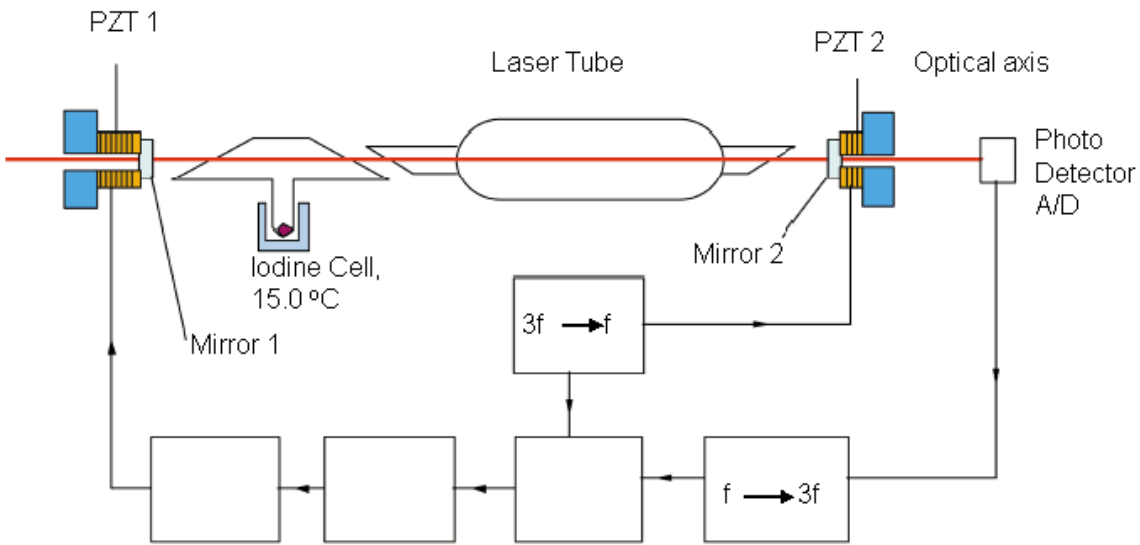 PZT 1
Laser Tube
PZT 2
Optical axis
Photo
Detector
A/D
Iodine Cell,
15.0 ºC
Mirror 2
Mirror 1
3f → f
f → 3f